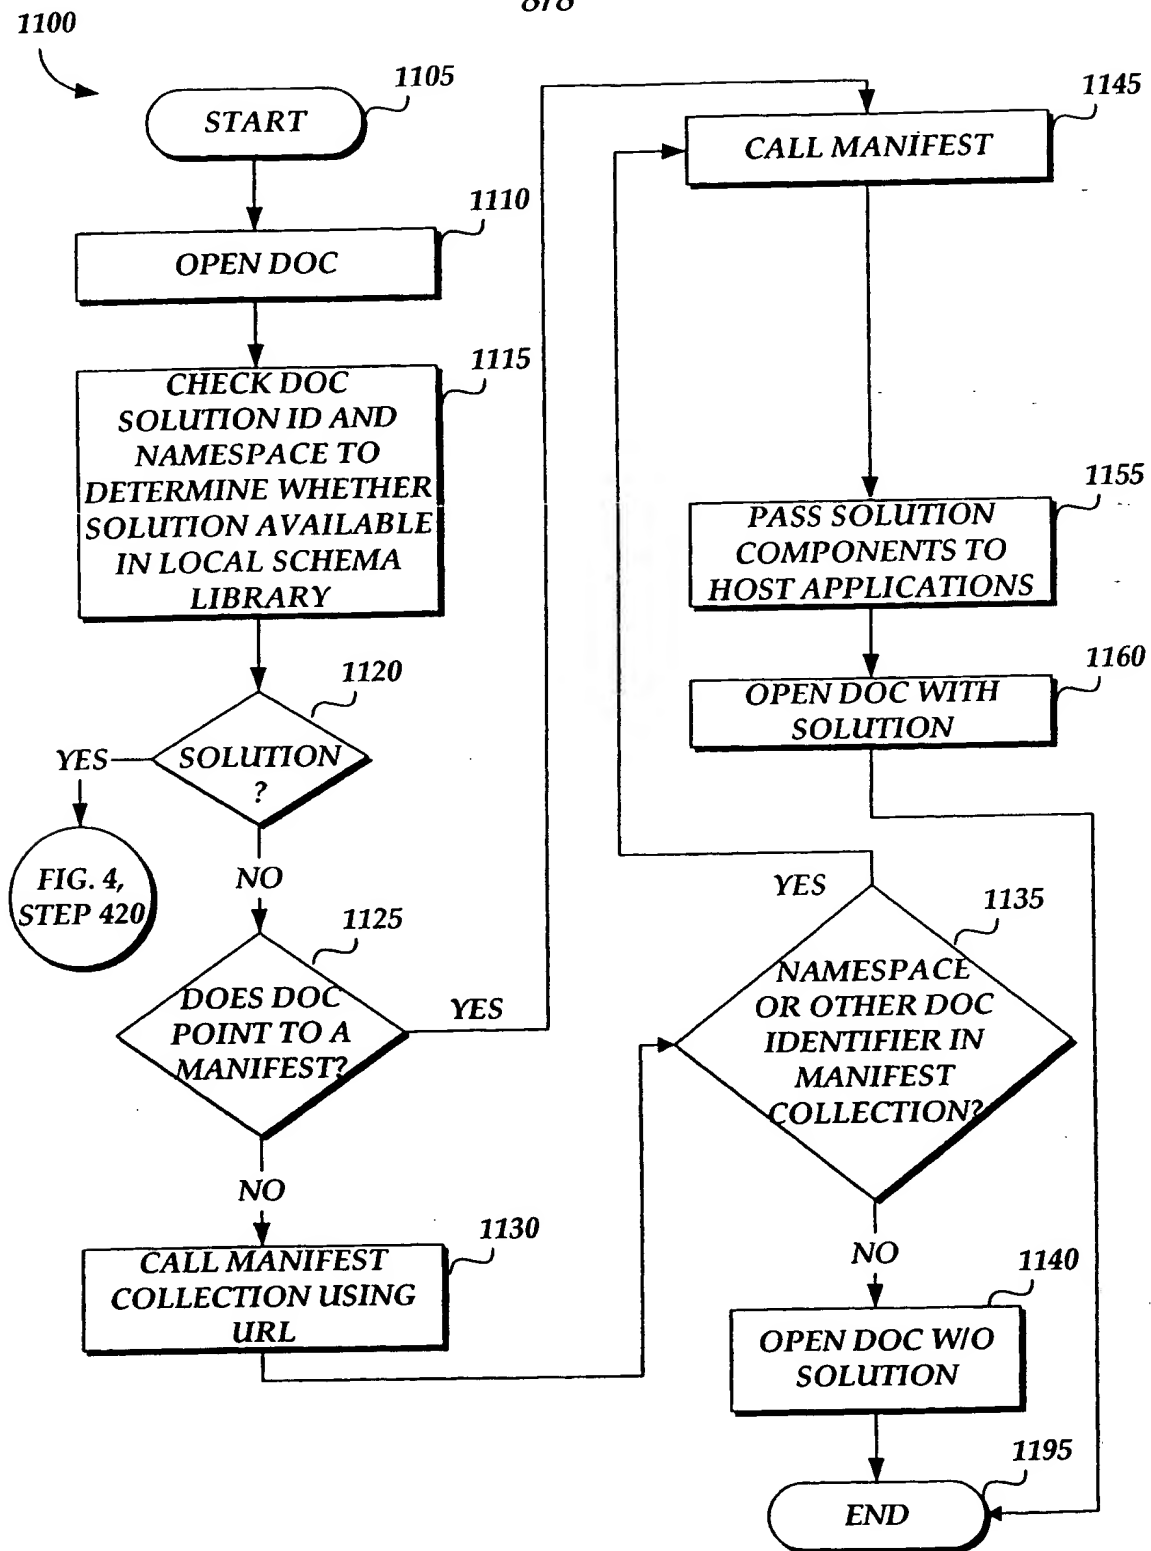 8/8
1100
START
1105
OPEN DOC
1110
CHECK DOC
SOLUTION ID AND
NAMESPACE TO
DETERMINE WHETHER
SOLUTION AVAILABLE
IN LOCAL SCHEMA
LIBRARY
1115
1120
SOLUTION
?
YES
FIG. 4,
STEP 420
NO
1125
DOES DOC
POINT TO A
MANIFEST?
YES
NO
1130
CALL MANIFEST
COLLECTION USING
URL
1145
CALL MANIFEST
1155
PASS SOLUTION
COMPONENTS TO
HOST APPLICATIONS
1160
OPEN DOC WITH
SOLUTION
YES
1135
NAMESPACE
OR OTHER DOC
IDENTIFIER IN
MANIFEST
COLLECTION?
NO
1140
OPEN DOC W/O
SOLUTION
1195
END